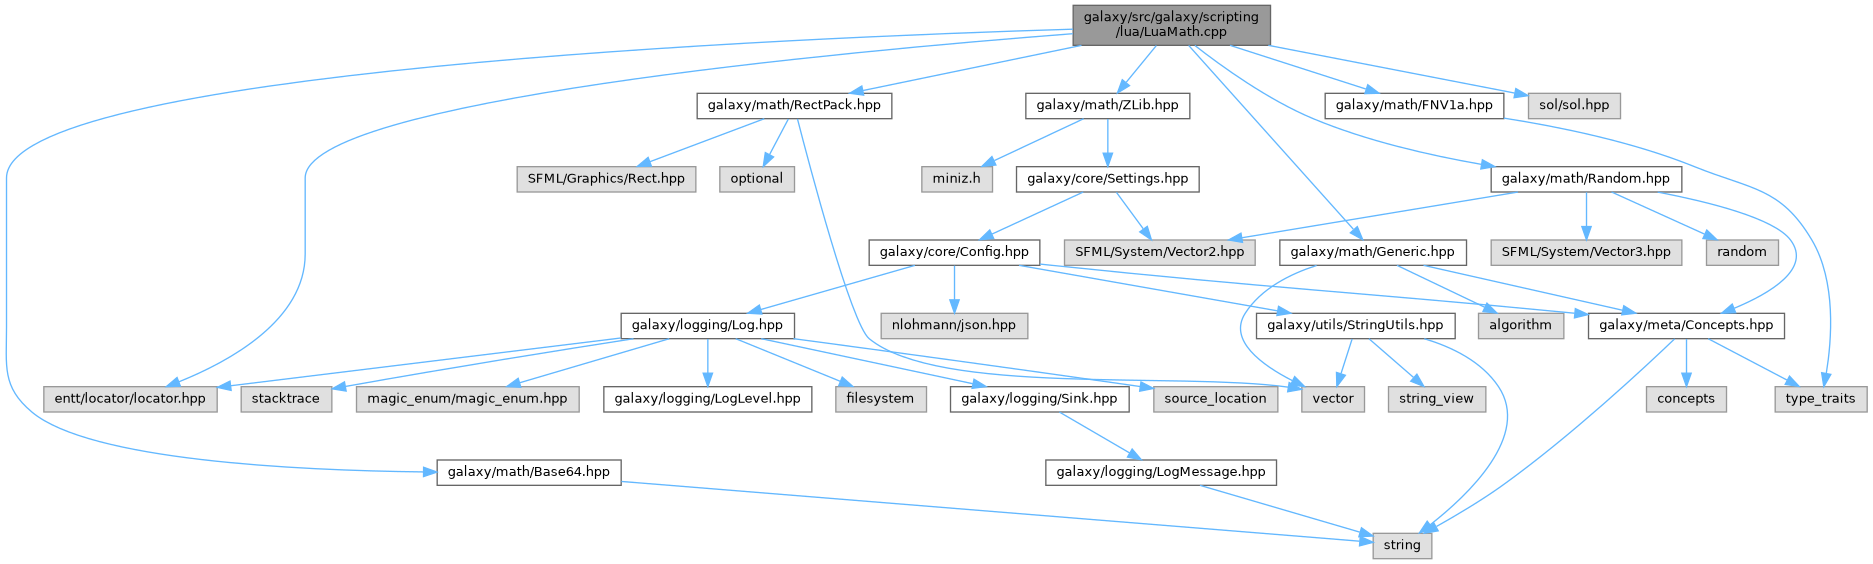 galaxy/src/galaxy/scripting
/lua/LuaMath.cpp
galaxy/math/RectPack.hpp
galaxy/math/ZLib.hpp
galaxy/math/FNV1a.hpp
sol/sol.hpp
SFML/Graphics/Rect.hpp
optional
miniz.h
galaxy/core/Settings.hpp
galaxy/math/Random.hpp
galaxy/core/Config.hpp
SFML/System/Vector2.hpp
galaxy/math/Generic.hpp
SFML/System/Vector3.hpp
random
galaxy/logging/Log.hpp
nlohmann/json.hpp
galaxy/utils/StringUtils.hpp
algorithm
galaxy/meta/Concepts.hpp
entt/locator/locator.hpp
stacktrace
magic_enum/magic_enum.hpp
galaxy/logging/LogLevel.hpp
filesystem
galaxy/logging/Sink.hpp
source_location
vector
string_view
concepts
type_traits
galaxy/math/Base64.hpp
galaxy/logging/LogMessage.hpp
string